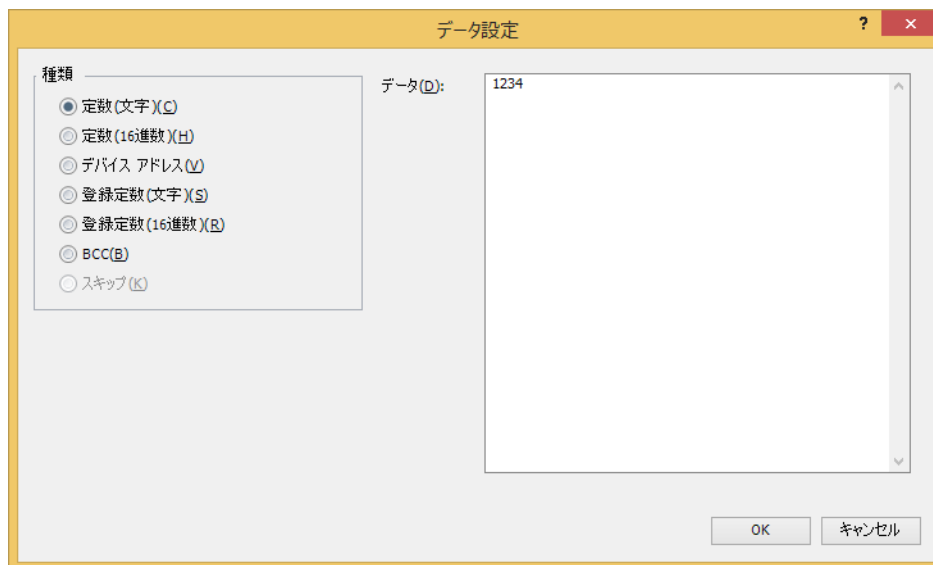 データ設定
?
×
種類
定数(文字)(C)
定数(16進数)(H)
デバイス アドレス(V)
登録定数(文字)(S)
登録定数(16進数)(R)
BCC(B)
スキップ(K)
データ(D):
1234
OK
キャンセル